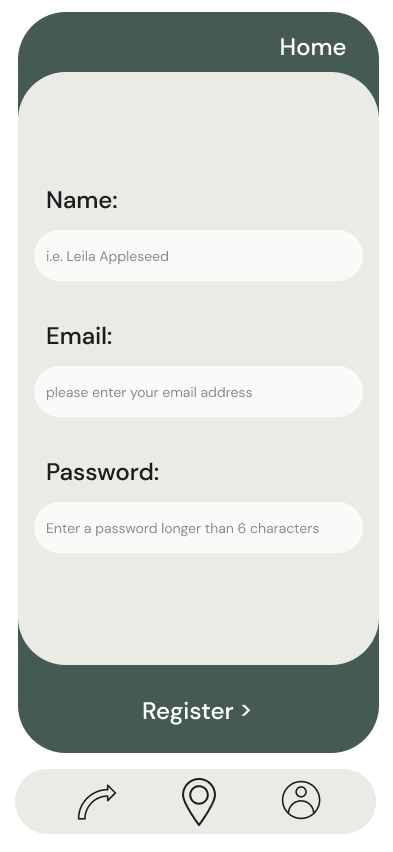 Home
Name:
i.e. Leila Appleseed
Email:
please enter your email address
Password:
Enter a password longer than 6 characters
Register >